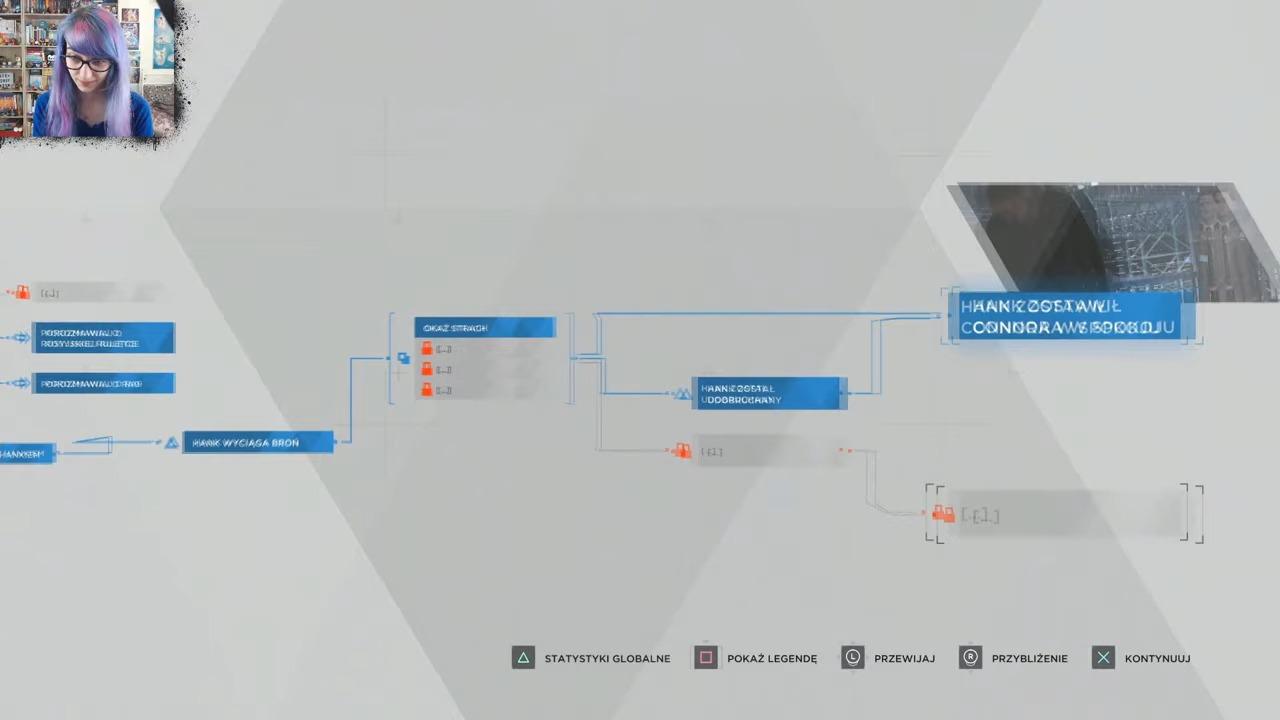 [...]
POROZMAWIAJ O
ROSYJSKIEJ RULETCE
POROZMAWIAJ O
HANKIEM
HANK WYCIĄGA BROŃ
OKAŻ STRACH
[...]
[...]
[...]
HANK ZOSTAŁ
UDOBRUCHANY
[...]
HANK ZOSTAWIŁ
CONNORA W SPOKOJU
[...]
STATYSTYKI GLOBALNE
POKAŻ LEGENDĘ
L
PRZEWIJAJ
R
PRZYBLIŻENIE
KONTYNUUJ